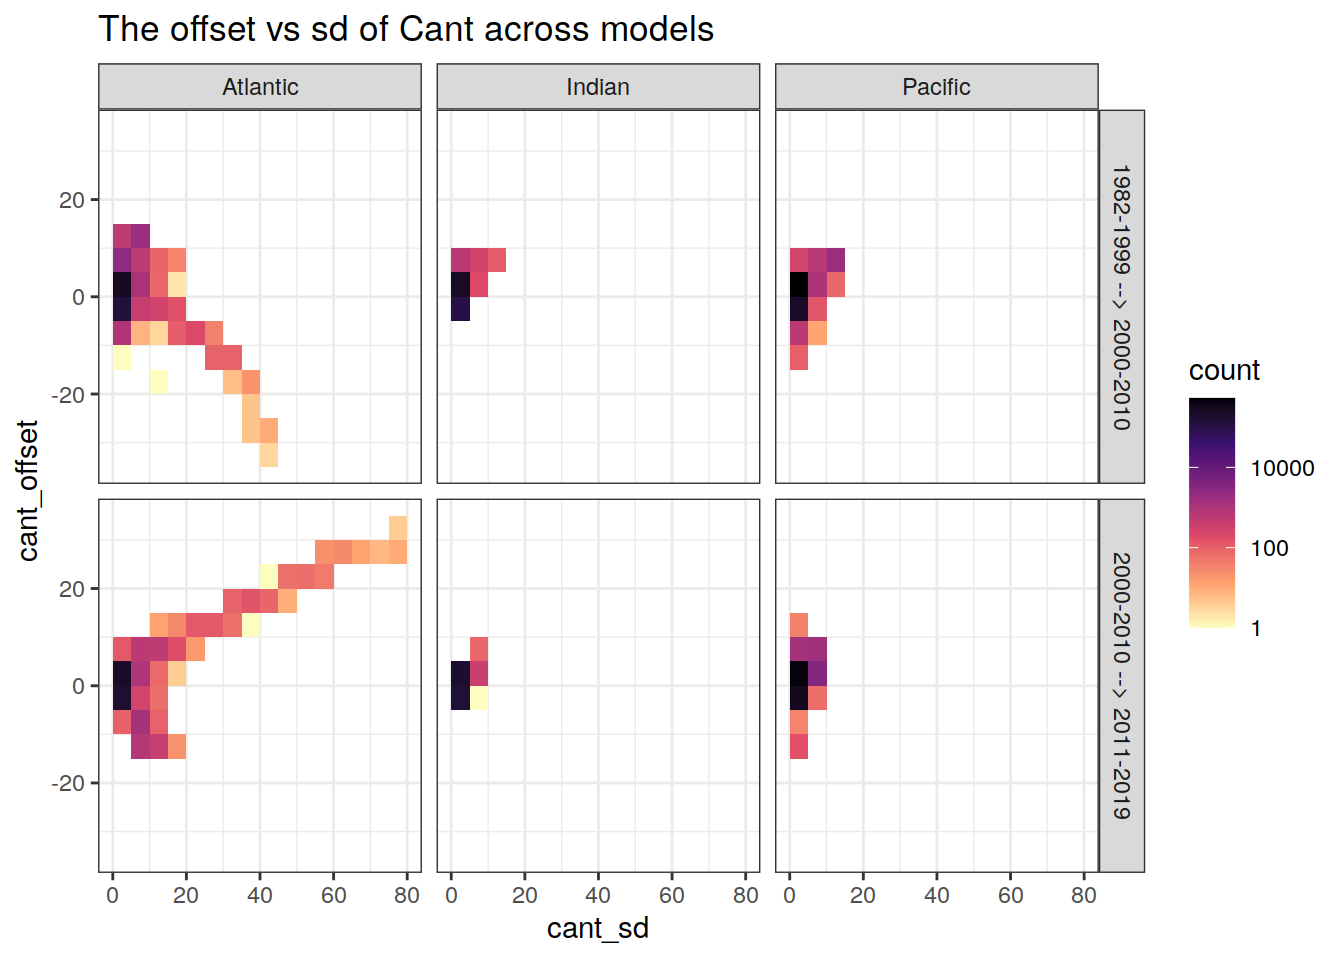 The offset vs sd of Cant across models
Atlantic
Indian
Pacific
1982-1999 --> 2000-2010
2000-2010 --> 2011-2019
cant_offset
20
0
-20
20
0
-20
0 20 40 60 80
0 20 40 60 80
0 20 40 60 80
cant_sd
count
10000
100
1